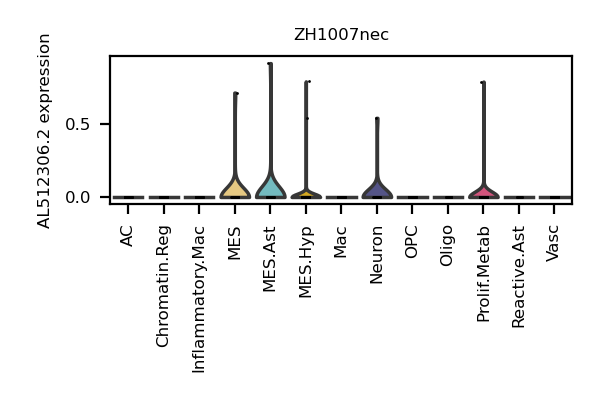 ZH1007nec
AL512306.2 expression
0.5
0.0
AC
Chromatin.Reg
Inflammatory.Mac
MES
MES.Ast
MES.Hyp
Mac
Neuron
OPC
Oligo
Prolif.Metab
Reactive.Ast
Vasc